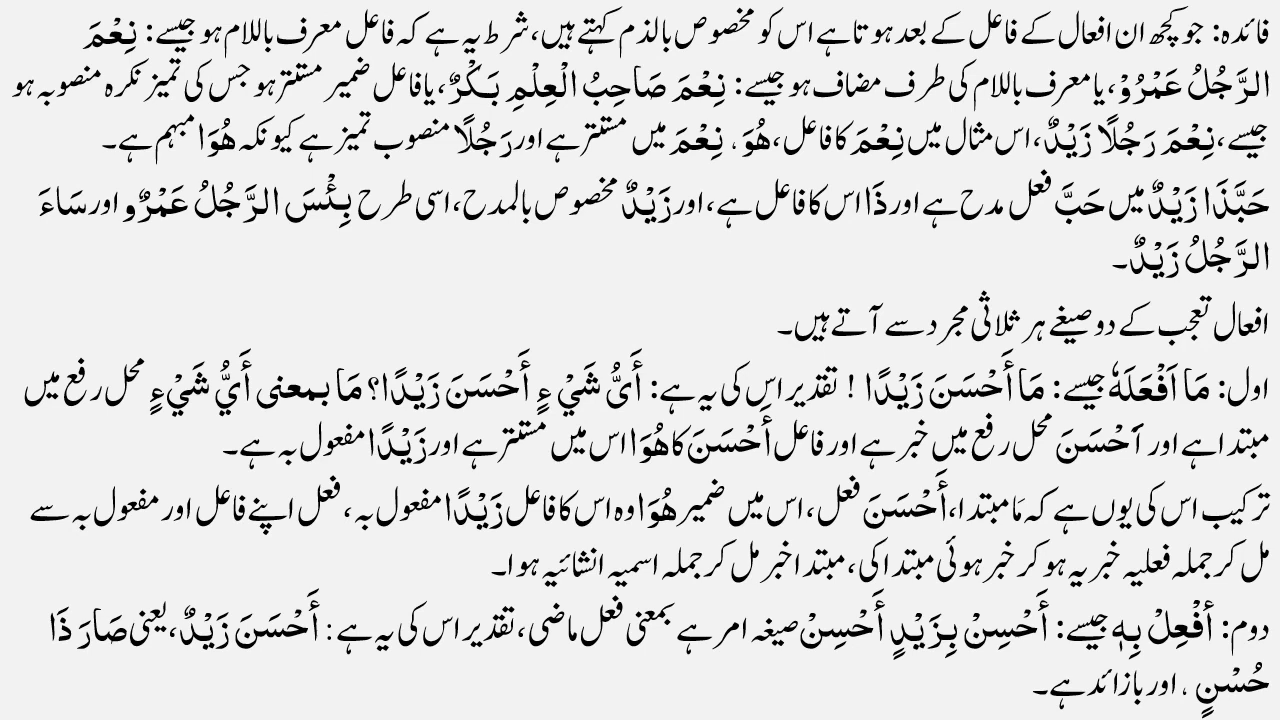 فائدہ: جو کچھ ان افعال کے فاعل کے بعد ہوتا ہے اس کو مخصوص بالذم کہتے ہیں، شرط یہ ہے کہ فاعل معرف باللام ہو جیسے: نِعْمَ
الرَّجُلُ عَمْرُوْ، یا معرف باللام کی طرف مضاف ہو جیسے: نِعْمَ صَاحِبُ الْعِلْمِ بَكْرٌ، یا فاعل ضمیر مستتر ہو جس کی تمیز نکرہ منصوبہ ہو
جیسے، نِعْمَ رَجُلًا زَيْدٌ، اس مثال میں نِعْمَ کا فاعل، هُوَ، نِعْمَ میں مستتر ہے اور رَجُلًا منصوب تمیز ہے کیونکہ هُوَا مبہم ہے۔
حَبَّذَا زَيْدٌ میں حَبَّ فعل مدح ہے اور ذَا اس کا فاعل ہے، اور زَيْدٌ مخصوص بالمدح، اسی طرح بِئْسَ الرَّجُلُ عَمْرٌو اور سَاءَ
الرَّجُلُ زَيْدٌ۔
افعال تعجب کے دو صیغے ہر ثلاثی مجرد سے آتے ہیں۔
اول: مَا اَفْعَلَهٗ جیسے: مَا أَحْسَنَ زَيْدًا ! تقدیر اس کی یہ ہے: أَيُّ شَيْءٍ أَحْسَنَ زَيْدًا؟ مَا بمعنی أَيُّ شَيْءٍ محل رفع میں
مبتدا ہے اور اَحْسَنَ محل رفع میں خبر ہے اور فاعل أَحْسَنَ کا هُوَا اس میں مستتر ہے اور زَيْدًا مفعول بہ ہے۔
ترکیب اس کی یوں ہے کہ مَا مبتدا، أَحْسَنَ فعل، اس میں ضمیر هُوَا وہ اس کا فاعل زَيْدًا مفعول بہ، فعل اپنے فاعل اور مفعول بہ سے
مل کر جملہ فعلیہ خبریہ ہو کر خبر ہوئی مبتدا کی، مبتدا خبر مل کر جملہ اسمیہ انشائیہ ہوا۔
دوم: أَفْعِلْ بِهٖ جیسے: أَحْسِنْ بِزَيْدٍ أَحْسِنْ صیغہ امر ہے بمعنی فعل ماضی، تقدیر اس کی یہ ہے: أَحْسَنَ زَيْدٌ، یعنی صَارَ ذَا
حُسْنٍ ، اور با زائد ہے۔